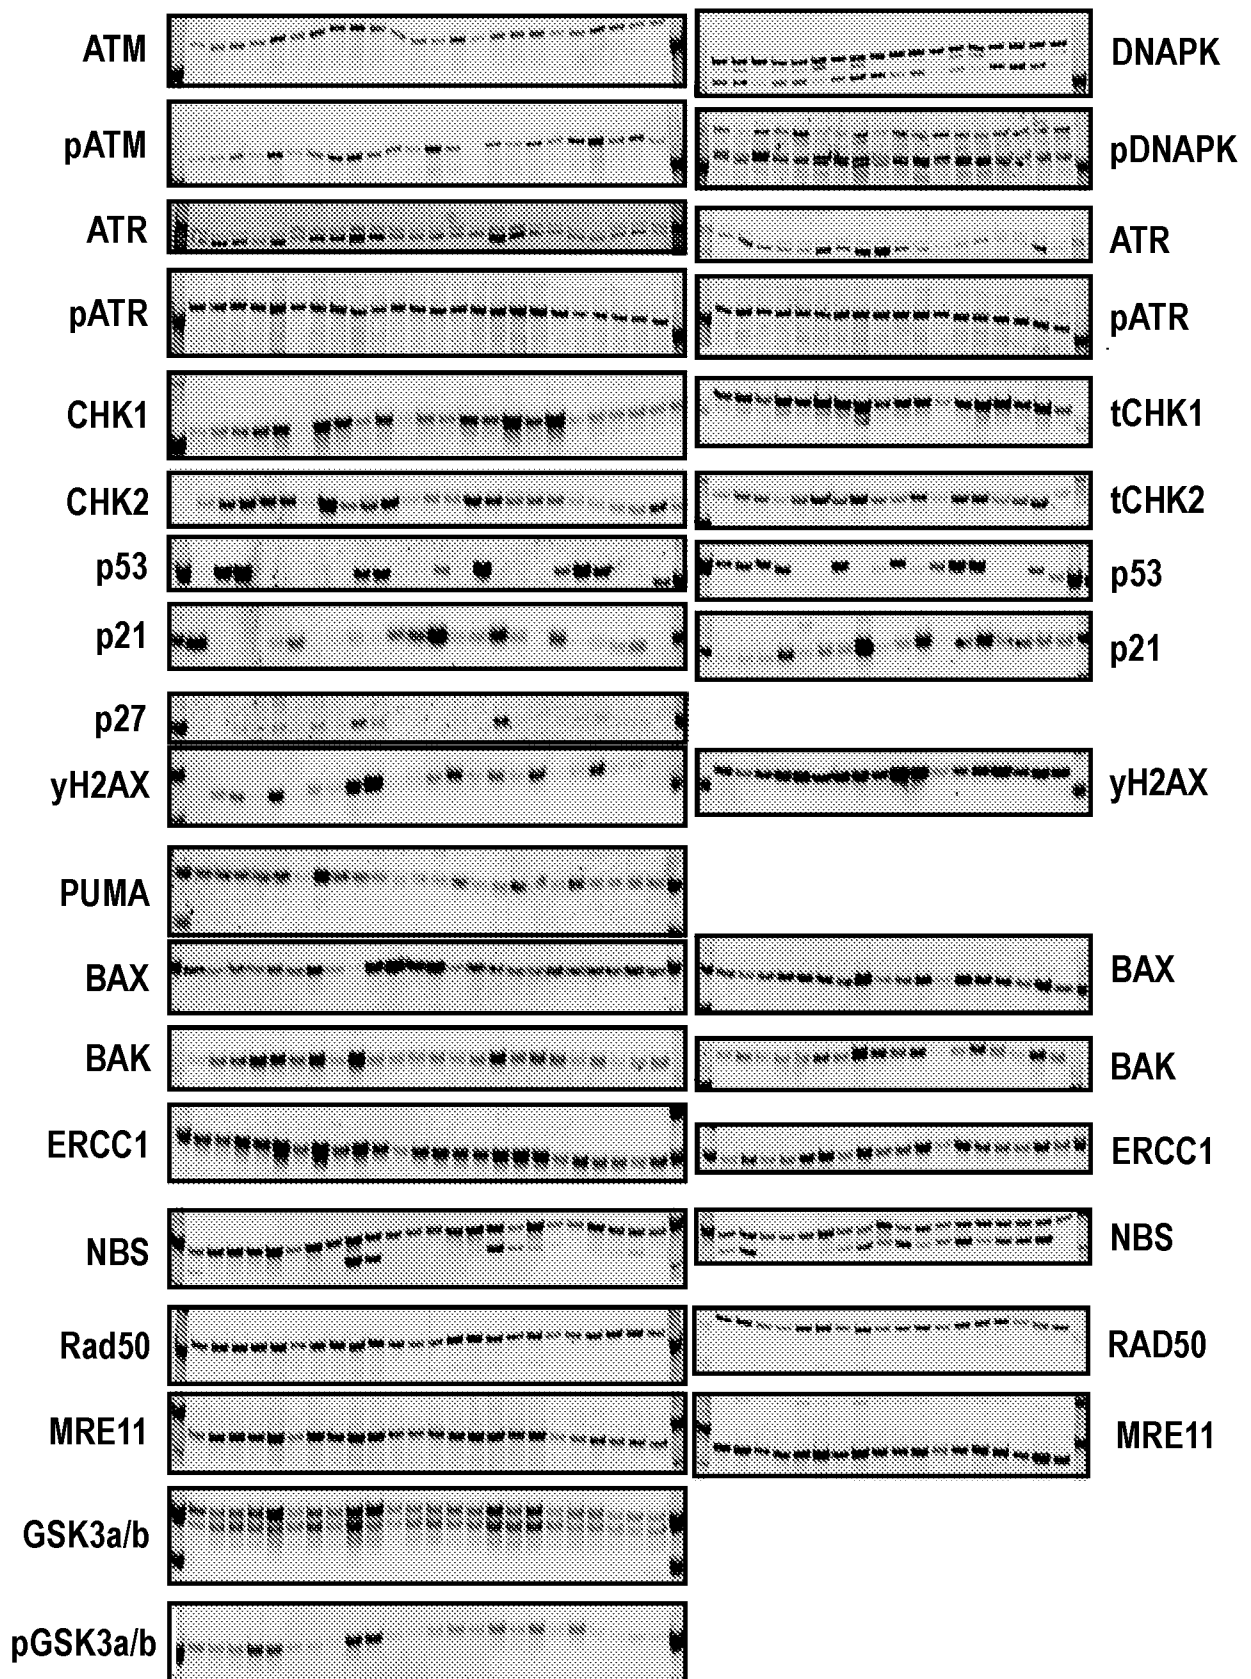 ATM DNAPK
pATM pDNAPK
ATR ATR
pATR pATR
CHK1 tCHK1
CHK2 tCHK2
p53 p53
p21 p21
p27
yH2AX yH2AX
PUMA
BAX BAX
BAK BAK
ERCC1 ERCC1
NBS NBS
Rad50 RAD50
MRE11 MRE11
GSK3a/b
pGSK3a/b